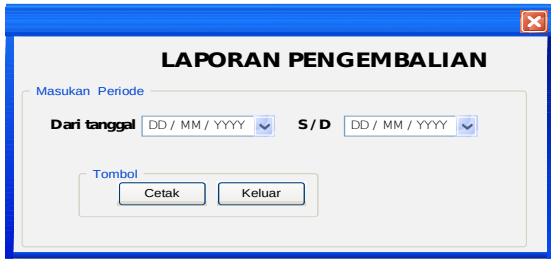 LAPORAN PENGEMBALIAN
Masukan Periode
Dari tanggal DD / MM / YYYY S / D DD / MM / YYYY
Tombol
Cetak Keluar